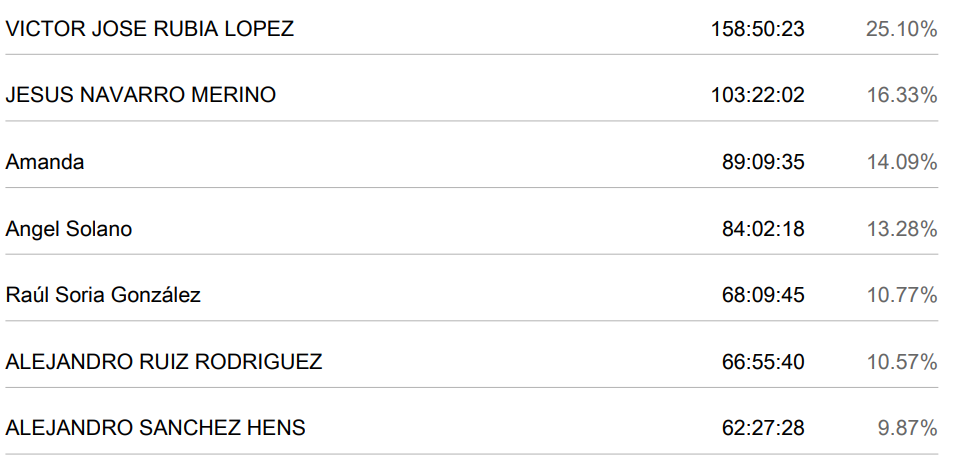 VICTOR JOSE RUBIA LOPEZ 158:50:23 25.10%
JESUS NAVARRO MERINO 103:22:02 16.33%
Amanda 89:09:35 14.09%
Angel Solano 84:02:18 13.28%
Raúl Soria González 68:09:45 10.77%
ALEJANDRO RUIZ RODRIGUEZ 66:55:40 10.57%
ALEJANDRO SANCHEZ HENS 62:27:28 9.87%